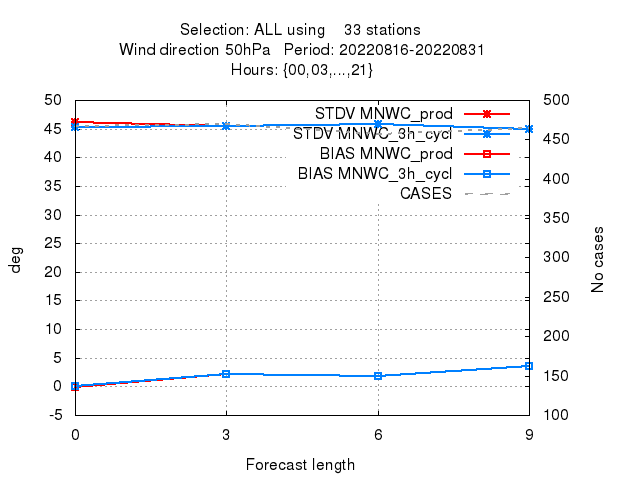 Selection: ALL using 33 stations
Wind direction 50hPa Period: 20220816-20220831
Hours: {00,03,...,21}
50 500
STDV MNWC_prod
45 450
STDV MNWC_3h_cycl
40 400
BIAS MNWC_prod
BIAS MNWC_3h_cycl
35 350
CASES
30 300
25 250
20 200
15 150
10 100
5
0
-5
deg
No cases
0 3 6 9
Forecast length